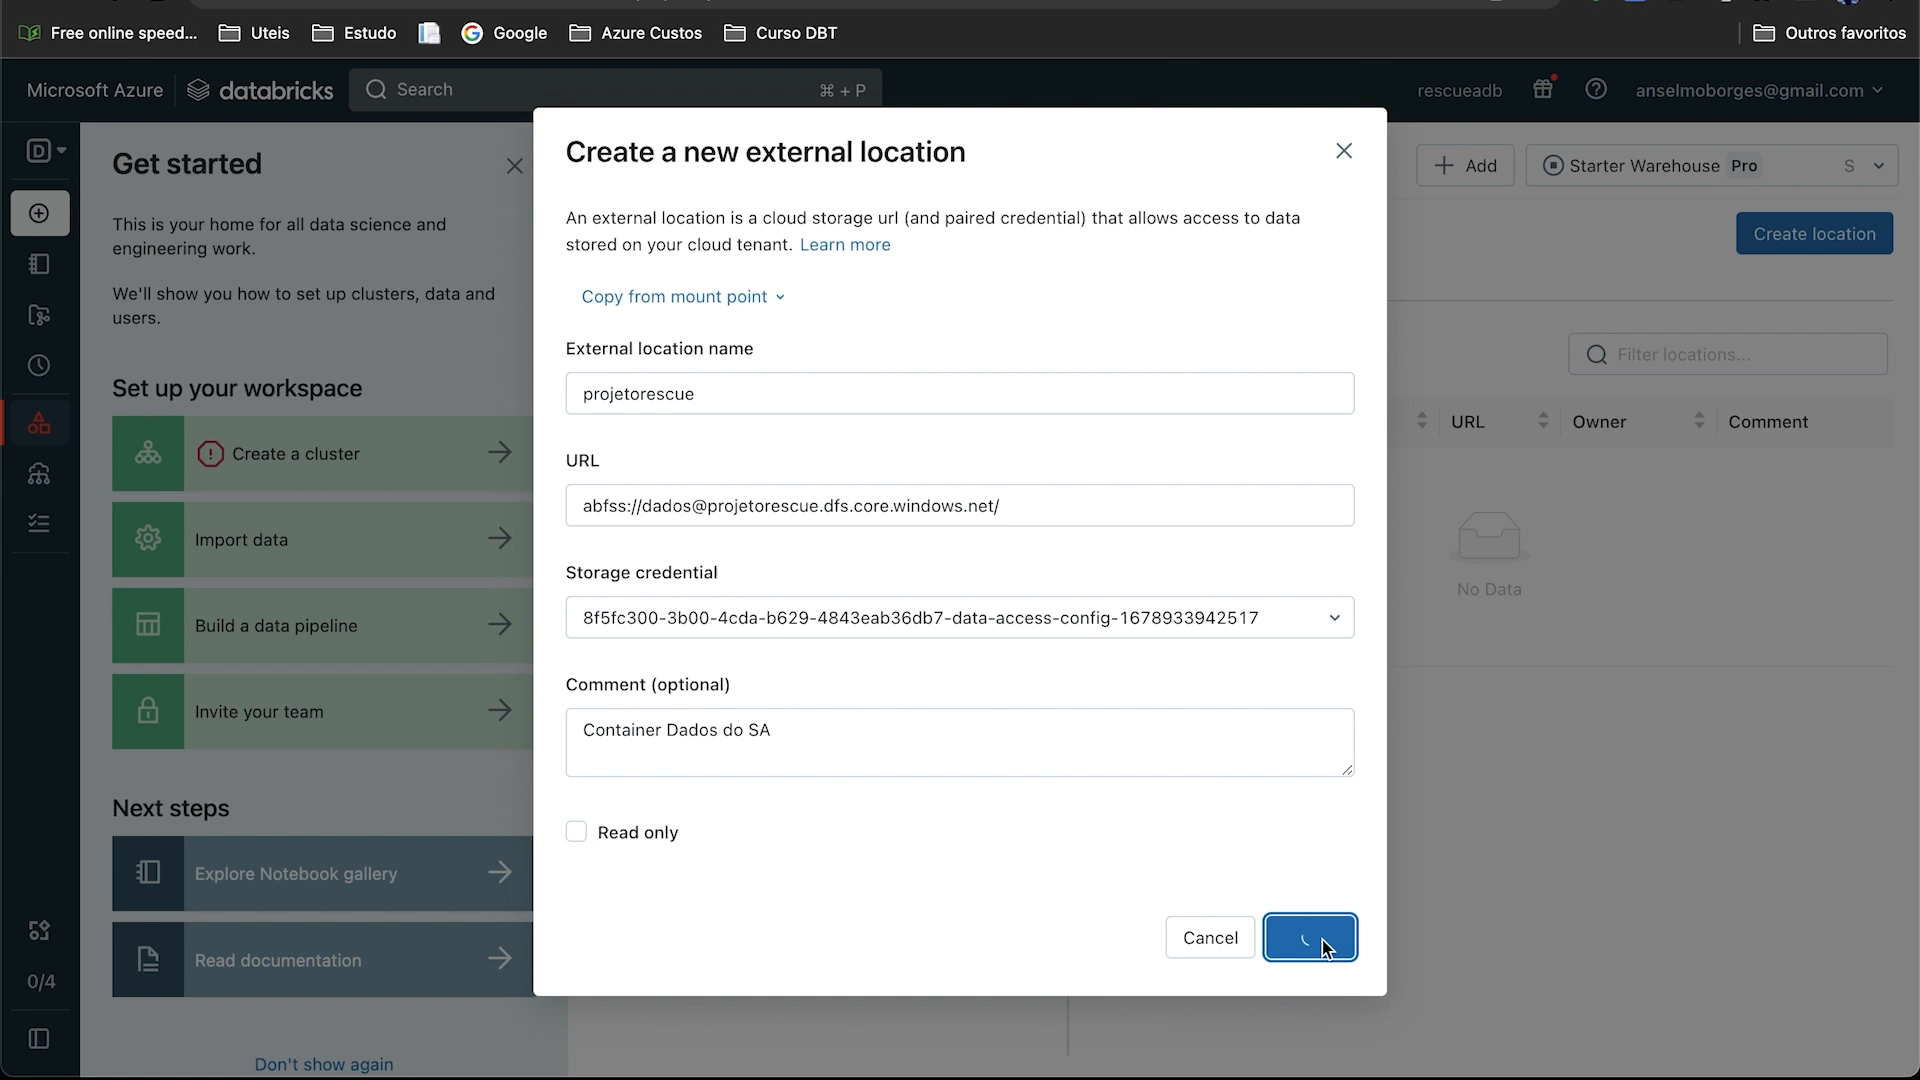 Free online speed...
Uteis
Estudo
Google
Azure Custos
Curso DBT
Outros favoritos
Microsoft Azure
databricks
Search
⌘ + P
rescueadb
anselmoborges@gmail.com
D
Get started
This is your home for all data science and
engineering work.
We'll show you how to set up clusters, data and
users.
Set up your workspace
Create a cluster
Import data
Build a data pipeline
Invite your team
Next steps
Explore Notebook gallery
Read documentation
Don't show again
0/4
Create a new external location
An external location is a cloud storage url (and paired credential) that allows access to data
stored on your cloud tenant. Learn more
Copy from mount point
External location name
projetorescue
URL
abfss://dados@projetorescue.dfs.core.windows.net/
Storage credential
8f5fc300-3b00-4cda-b629-4843eab36db7-data-access-config-1678933942517
Comment (optional)
Container Dados do SA
Read only
Cancel
Add
Starter Warehouse Pro S
Create location
Filter locations...
URL
Owner
Comment
No Data